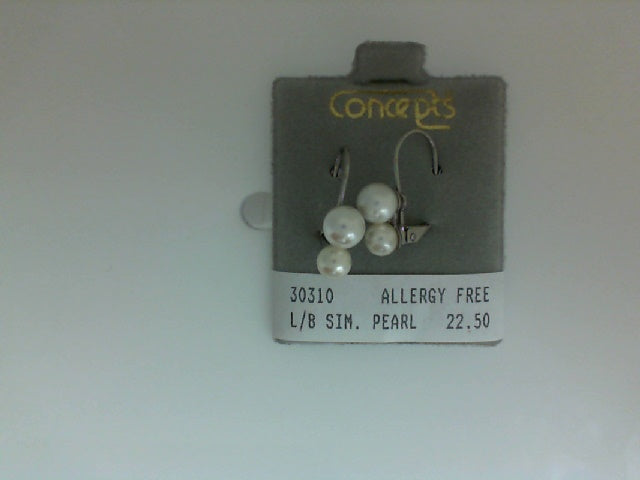 Concepts
30310 ALLERGY FREE
L/B SIM. PEARL 22.50